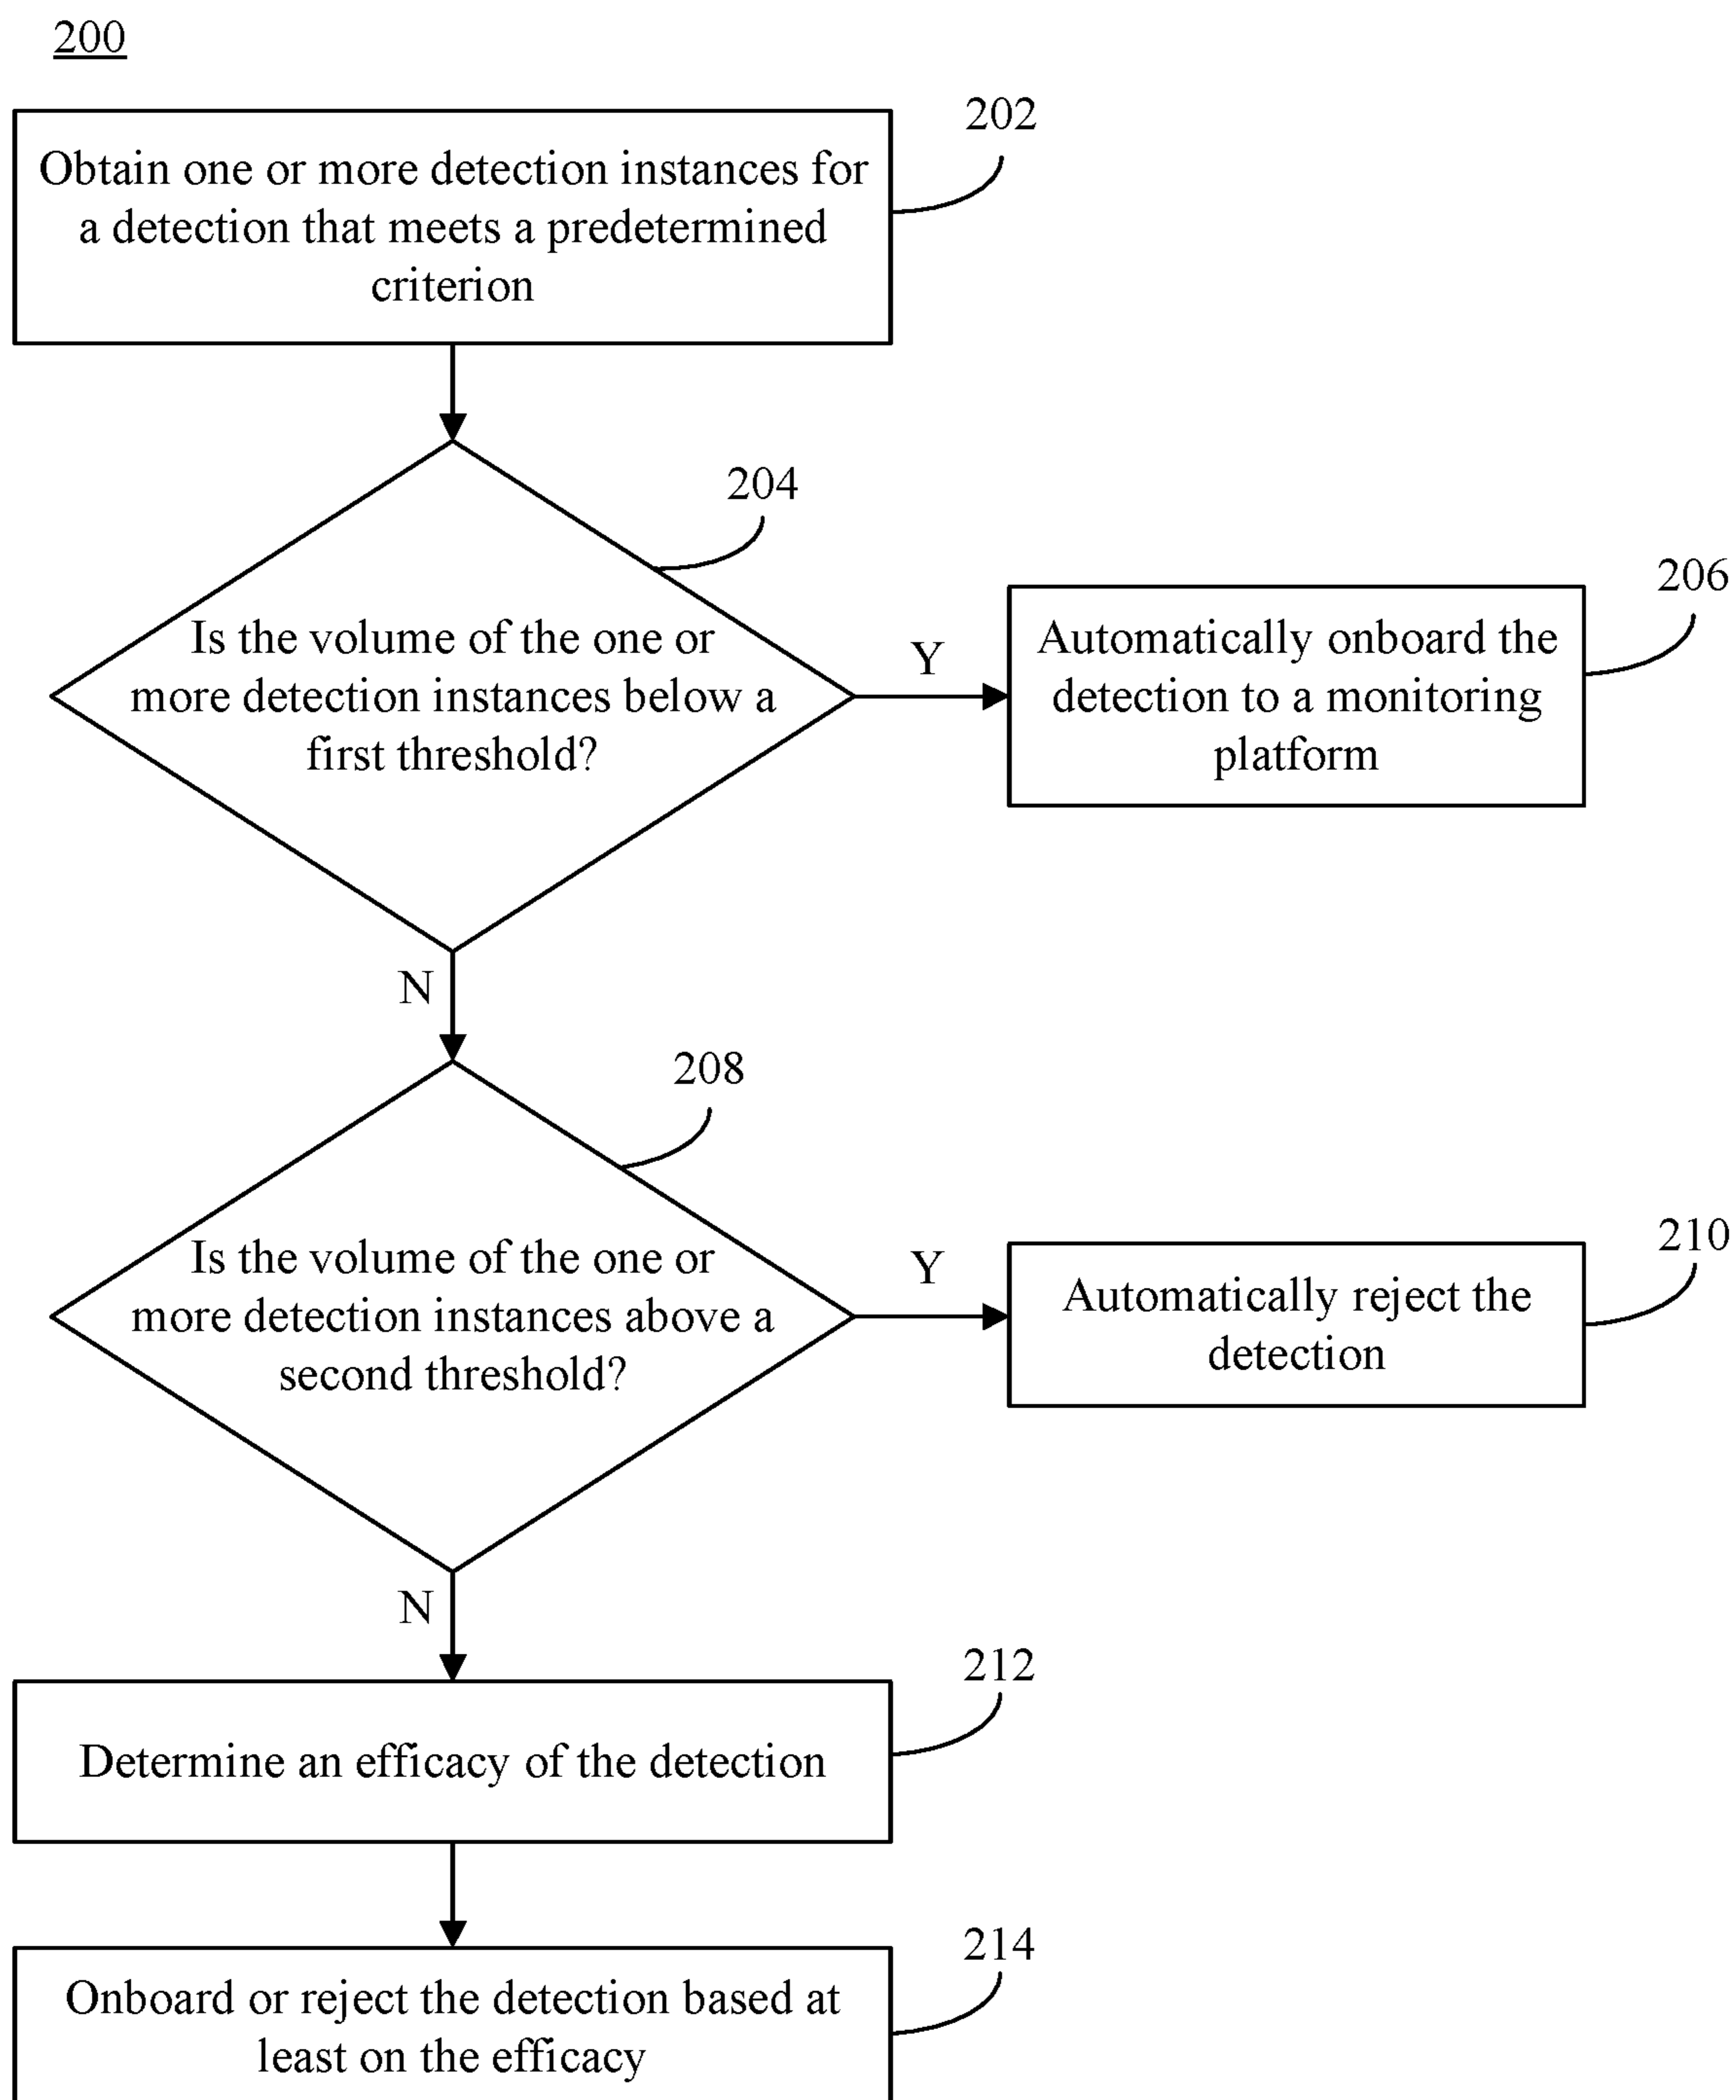 200
202
Obtain one or more detection instances for
a detection that meets a predetermined
criterion
204
Is the volume of the one or
more detection instances below a
first threshold?
Y
206
Automatically onboard the
detection to a monitoring
platform
N
208
Is the volume of the one or
more detection instances above a
second threshold?
Y
210
Automatically reject the
detection
N
212
Determine an efficacy of the detection
214
Onboard or reject the detection based at
least on the efficacy